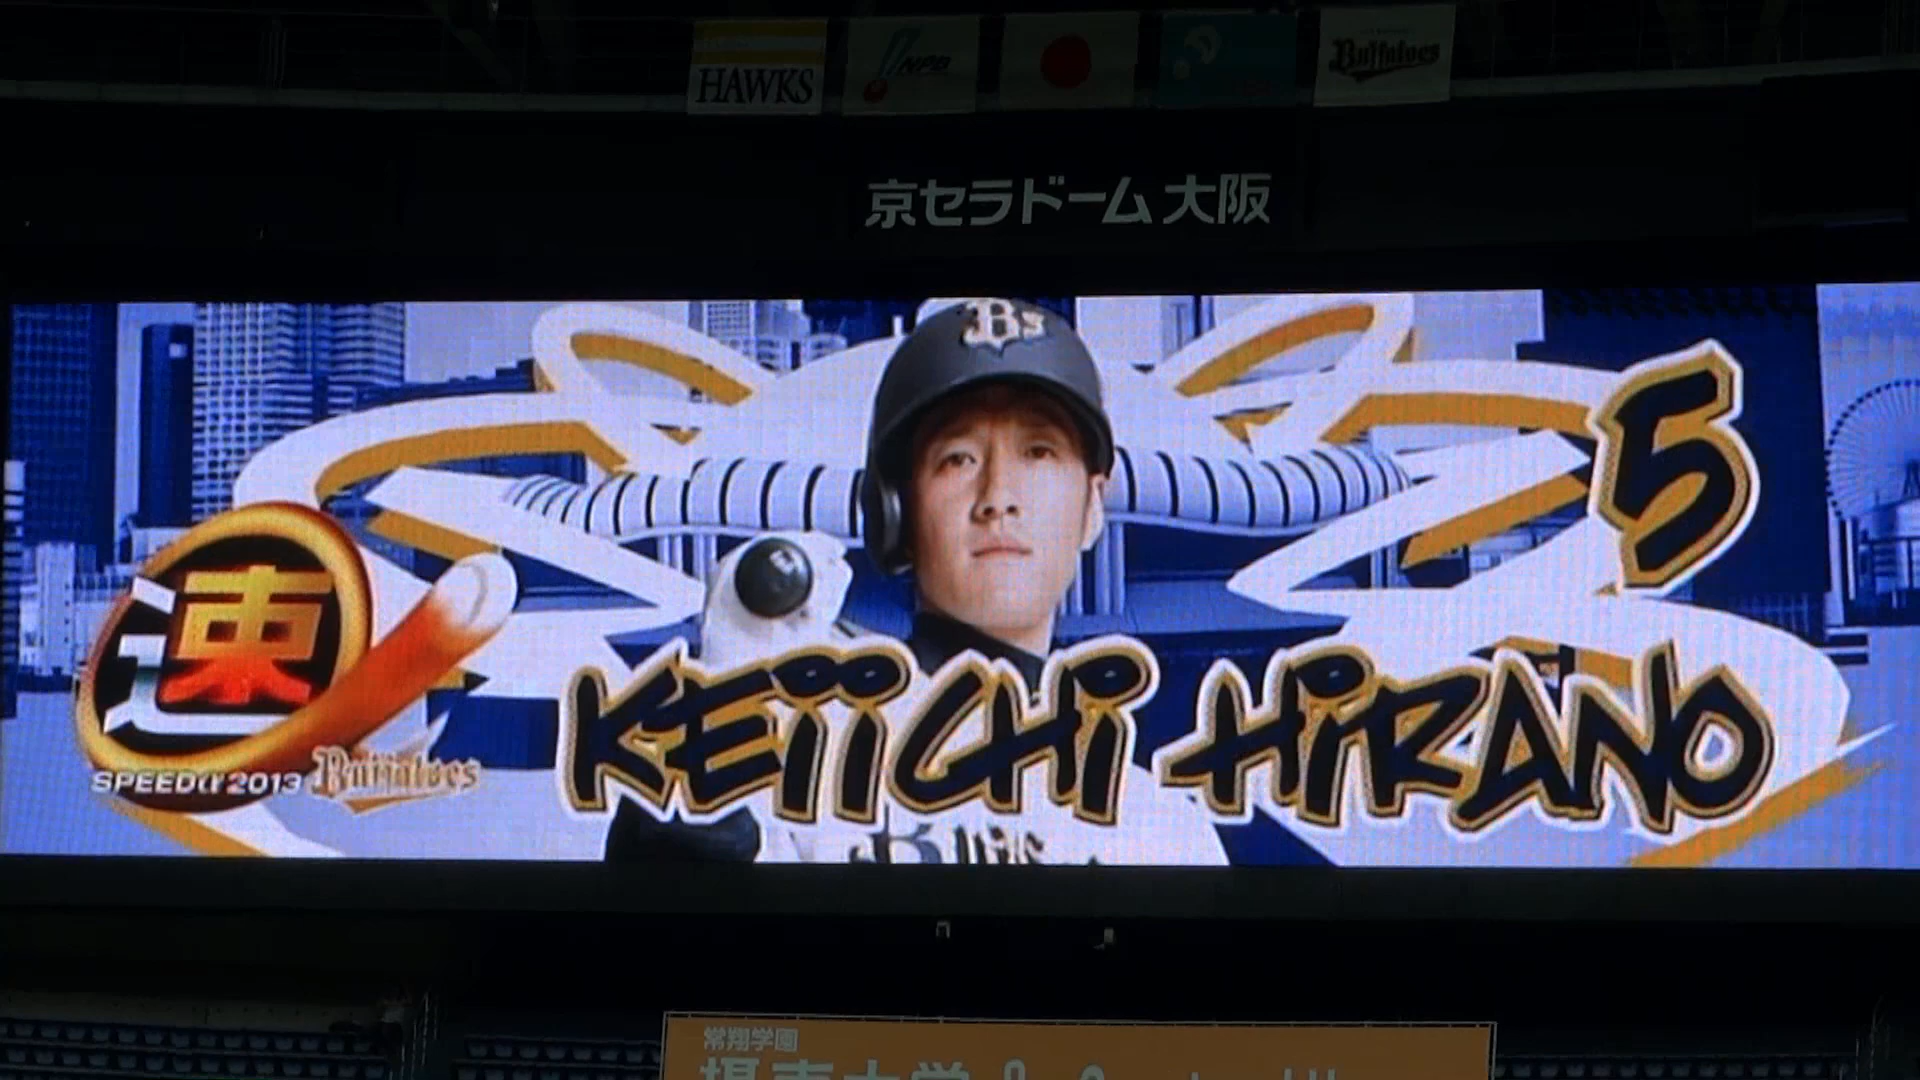 HAWKS
NPB
Buffaloes
京セラドーム 大阪
Bs
5
速
KEiiCHi HiRANO
SPEEDα 2013 Buffaloes
常翔学園